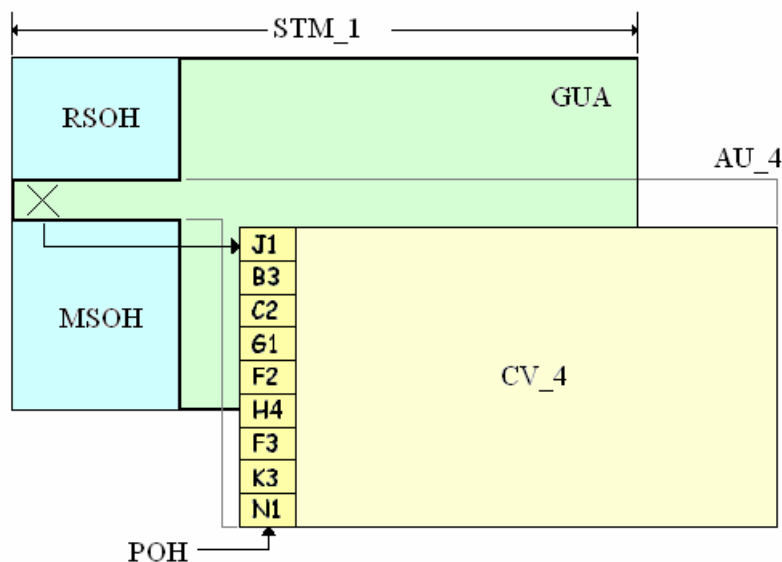 STM_1
RSOH
GUA
AU_4
J1
B3
C2
G1
F2
H4
F3
K3
N1
MSOH
CV_4
POH